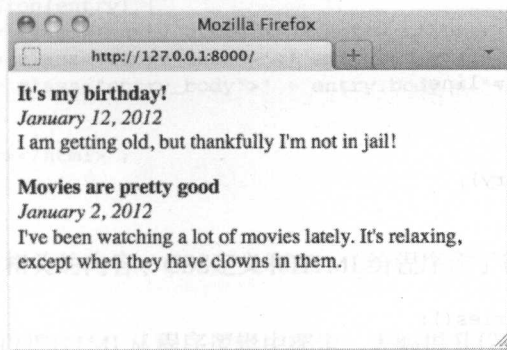 Mozilla Firefox
http://127.0.0.1:8000/
It's my birthday!
January 12, 2012
I am getting old, but thankfully I'm not in jail!
Movies are pretty good
January 2, 2012
I've been watching a lot of movies lately. It's relaxing,
except when they have clowns in them.